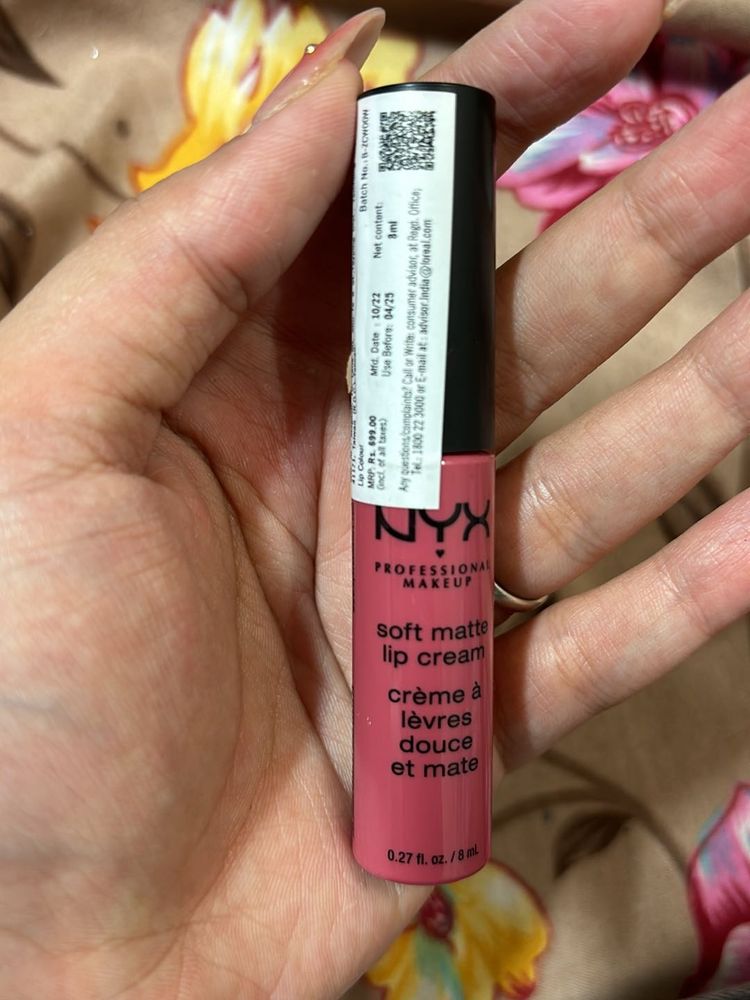 Batch No.: B-ZCW00W
Net content:
8ml
Mfd. Date : 10/22
Use Before: 04/25
Lip Colour
MRP: Rs. 699.00
(incl. of all taxes)
Any questions/complaints? Call or Write: consumer advisor, at Regd. Office;
Tel.: 1800 22 3000 or E-mail at: advisor.india@loreal.com
NYX
PROFESSIONAL
MAKEUP
soft matte
lip cream
crème à
lèvres
douce
et mate
0.27 fl. oz. / 8 mL